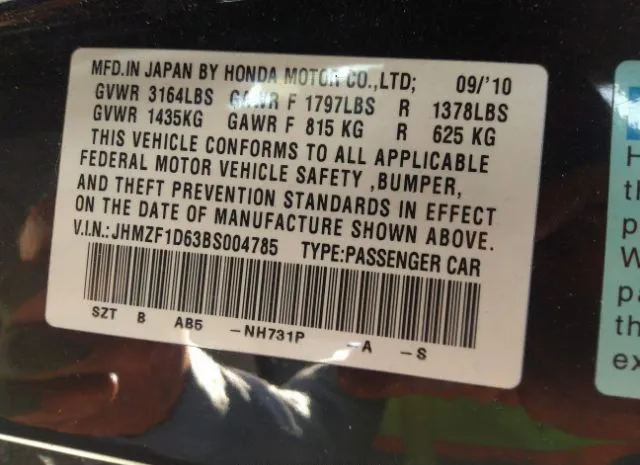 MFD.IN JAPAN BY HONDA MOTOR CO.,LTD; 09/'10
GVWR 3164LBS GAWR F 1797LBS R 1378LBS
GVWR 1435KG GAWR F 815 KG R 625 KG
THIS VEHICLE CONFORMS TO ALL APPLICABLE
FEDERAL MOTOR VEHICLE SAFETY ,BUMPER,
AND THEFT PREVENTION STANDARDS IN EFFECT
ON THE DATE OF MANUFACTURE SHOWN ABOVE.
V.I.N.:JHMZF1D63BS004785 TYPE:PASSENGER CAR
SZT B AB5 -NH731P -A -S